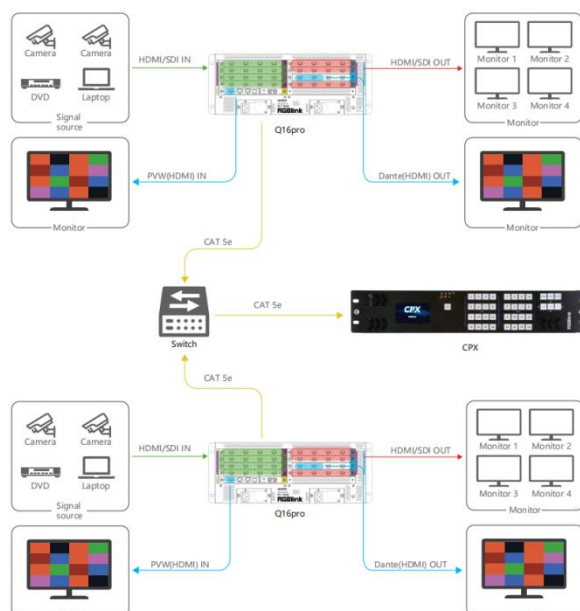 Camera Camera
HDMI/SDI IN
HDMI/SDI OUT
Monitor 1 Monitor 2
DVD Laptop
RGBlink
Monitor 3 Monitor 4
Signal
source
Q16pro
Monitor
PVW(HDMI) IN
Dante(HDMI) OUT
Monitor
Monitor
CAT 5e
CAT 5e
CPX
RGBlink
Switch
CPX
CAT 5e
Camera Camera
HDMI/SDI IN
HDMI/SDI OUT
Monitor 1 Monitor 2
DVD Laptop
RGBlink
Monitor 3 Monitor 4
Signal
source
Q16pro
Monitor
PVW(HDMI) IN
Dante(HDMI) OUT